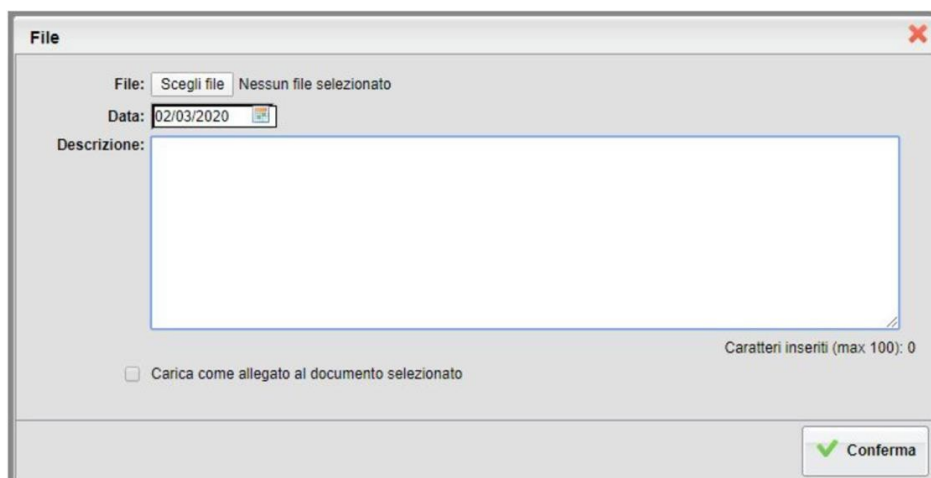 File
File: Scegli file Nessun file selezionato
Data: 02/03/2020
Descrizione:
Caratteri inseriti (max 100): 0
Carica come allegato al documento selezionato
Conferma